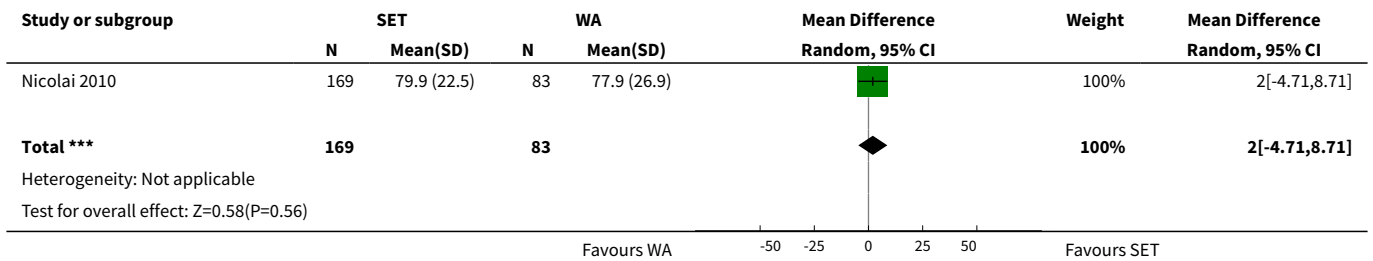 Study or subgroup SET WA Mean Difference Weight Mean Difference
N Mean(SD) N Mean(SD) Random, 95% CI Random, 95% CI
Nicolai 2010 169 79.9 (22.5) 83 77.9 (26.9) 100% 2[-4.71,8.71]
Total *** 169 83 100% 2[-4.71,8.71]
Heterogeneity: Not applicable
Test for overall effect: Z=0.58(P=0.56)
Favours WA -50 -25 0 25 50 Favours SET